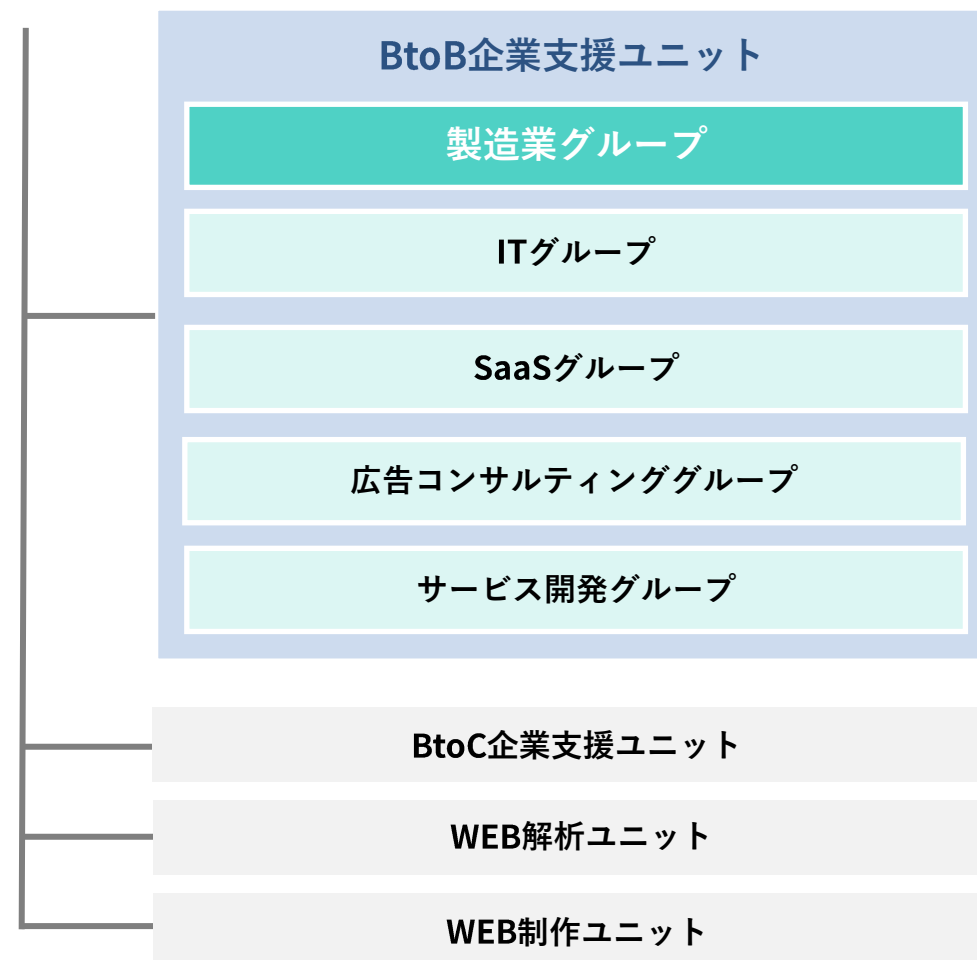 BtoB企業支援ユニット
製造業グループ
ITグループ
SaaSグループ
広告コンサルティンググループ
サービス開発グループ
BtoC企業支援ユニット
WEB解析ユニット
WEB制作ユニット